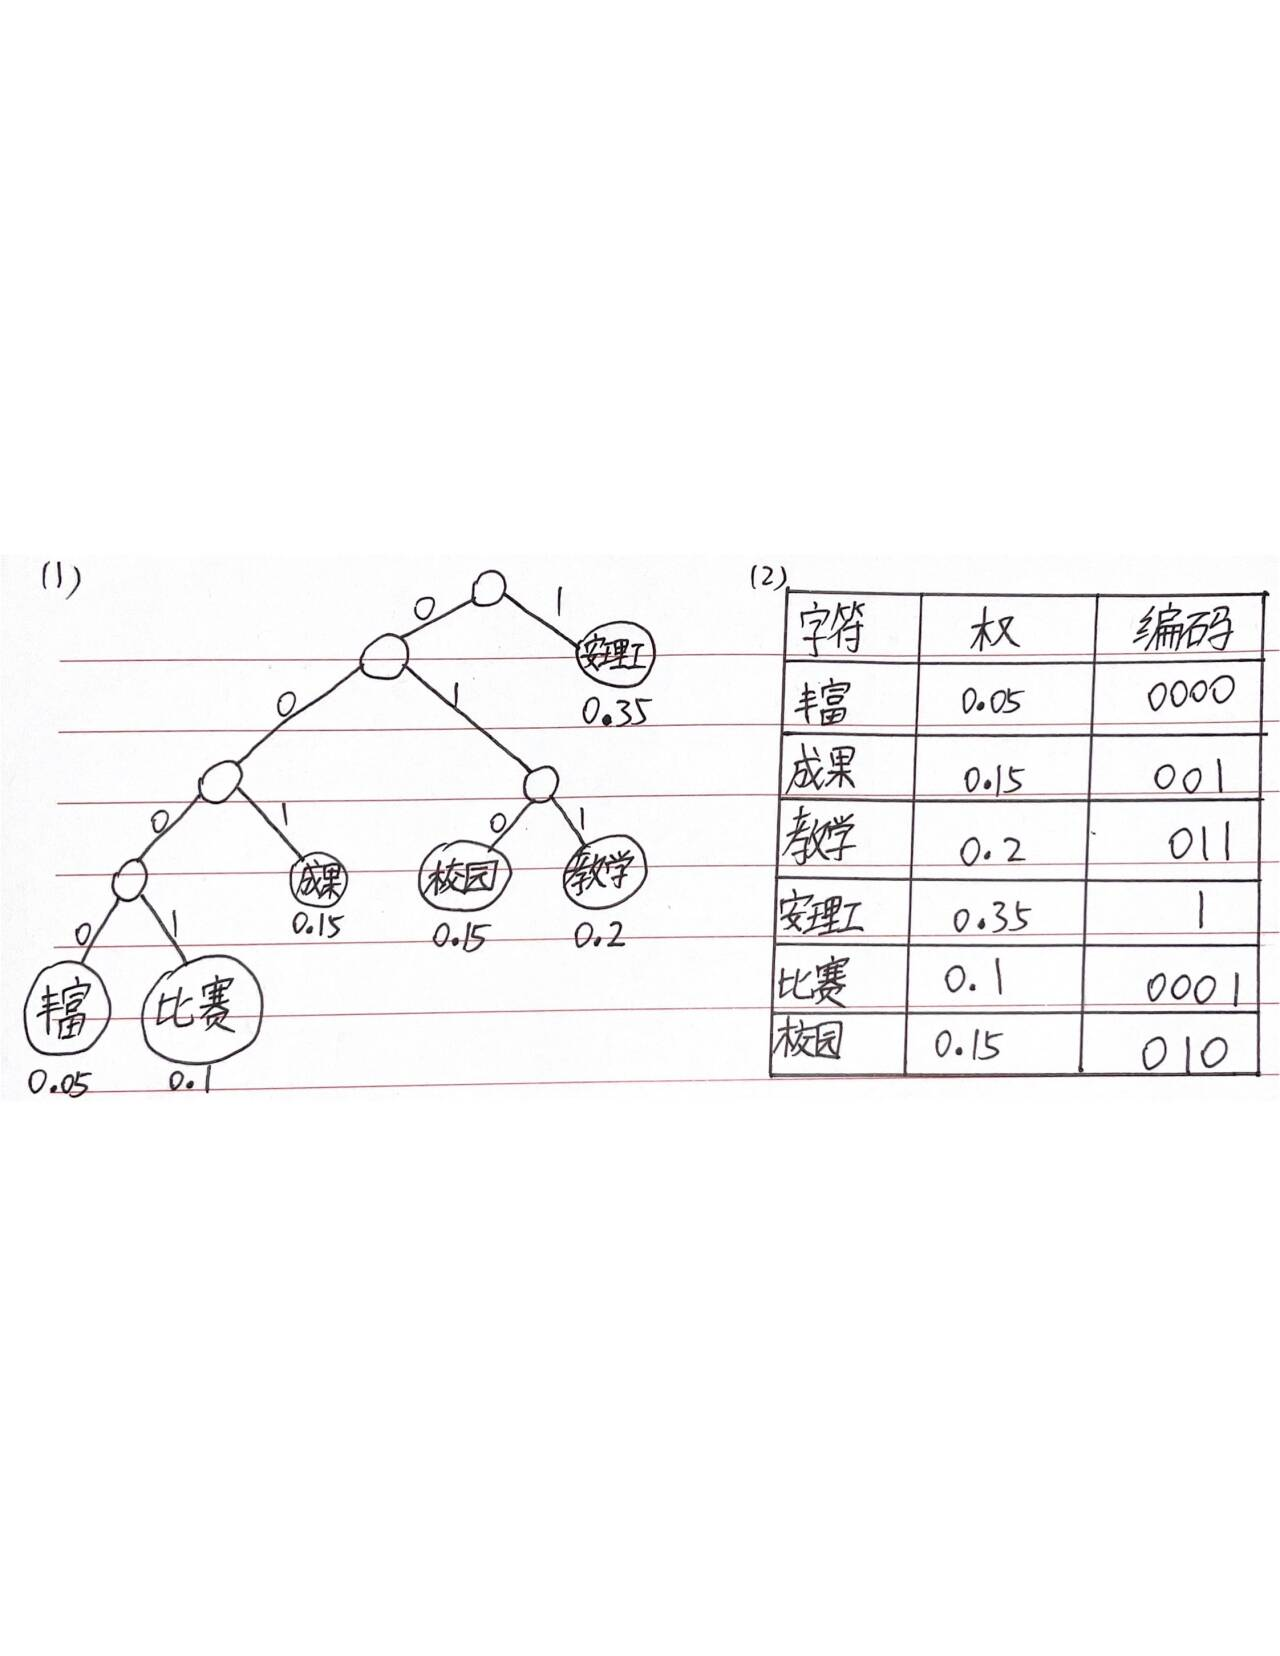 (1)
0 1
安理工
0.35
0 1
0 1 0 1
成果 校园 教学
0.15 0.15 0.2
0 1
丰富 比赛
0.05 0.1
(2)
字符 权 编码
丰富 0.05 0000
成果 0.15 001
教学 0.2 011
安理工 0.35 1
比赛 0.1 0001
校园 0.15 010